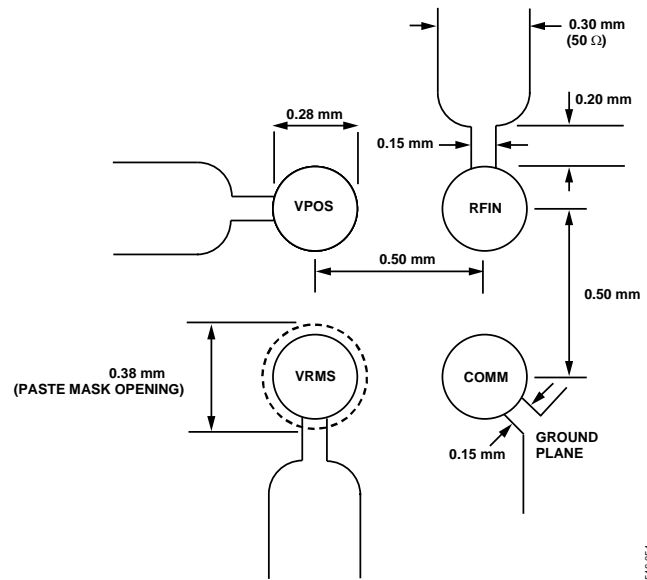 0.30 mm
(50 Ω)
0.28 mm
0.20 mm
0.15 mm
VPOS
RFIN
0.50 mm
0.50 mm
0.38 mm
(PASTE MASK OPENING)
VRMS
COMM
0.15 mm
GROUND
PLANE